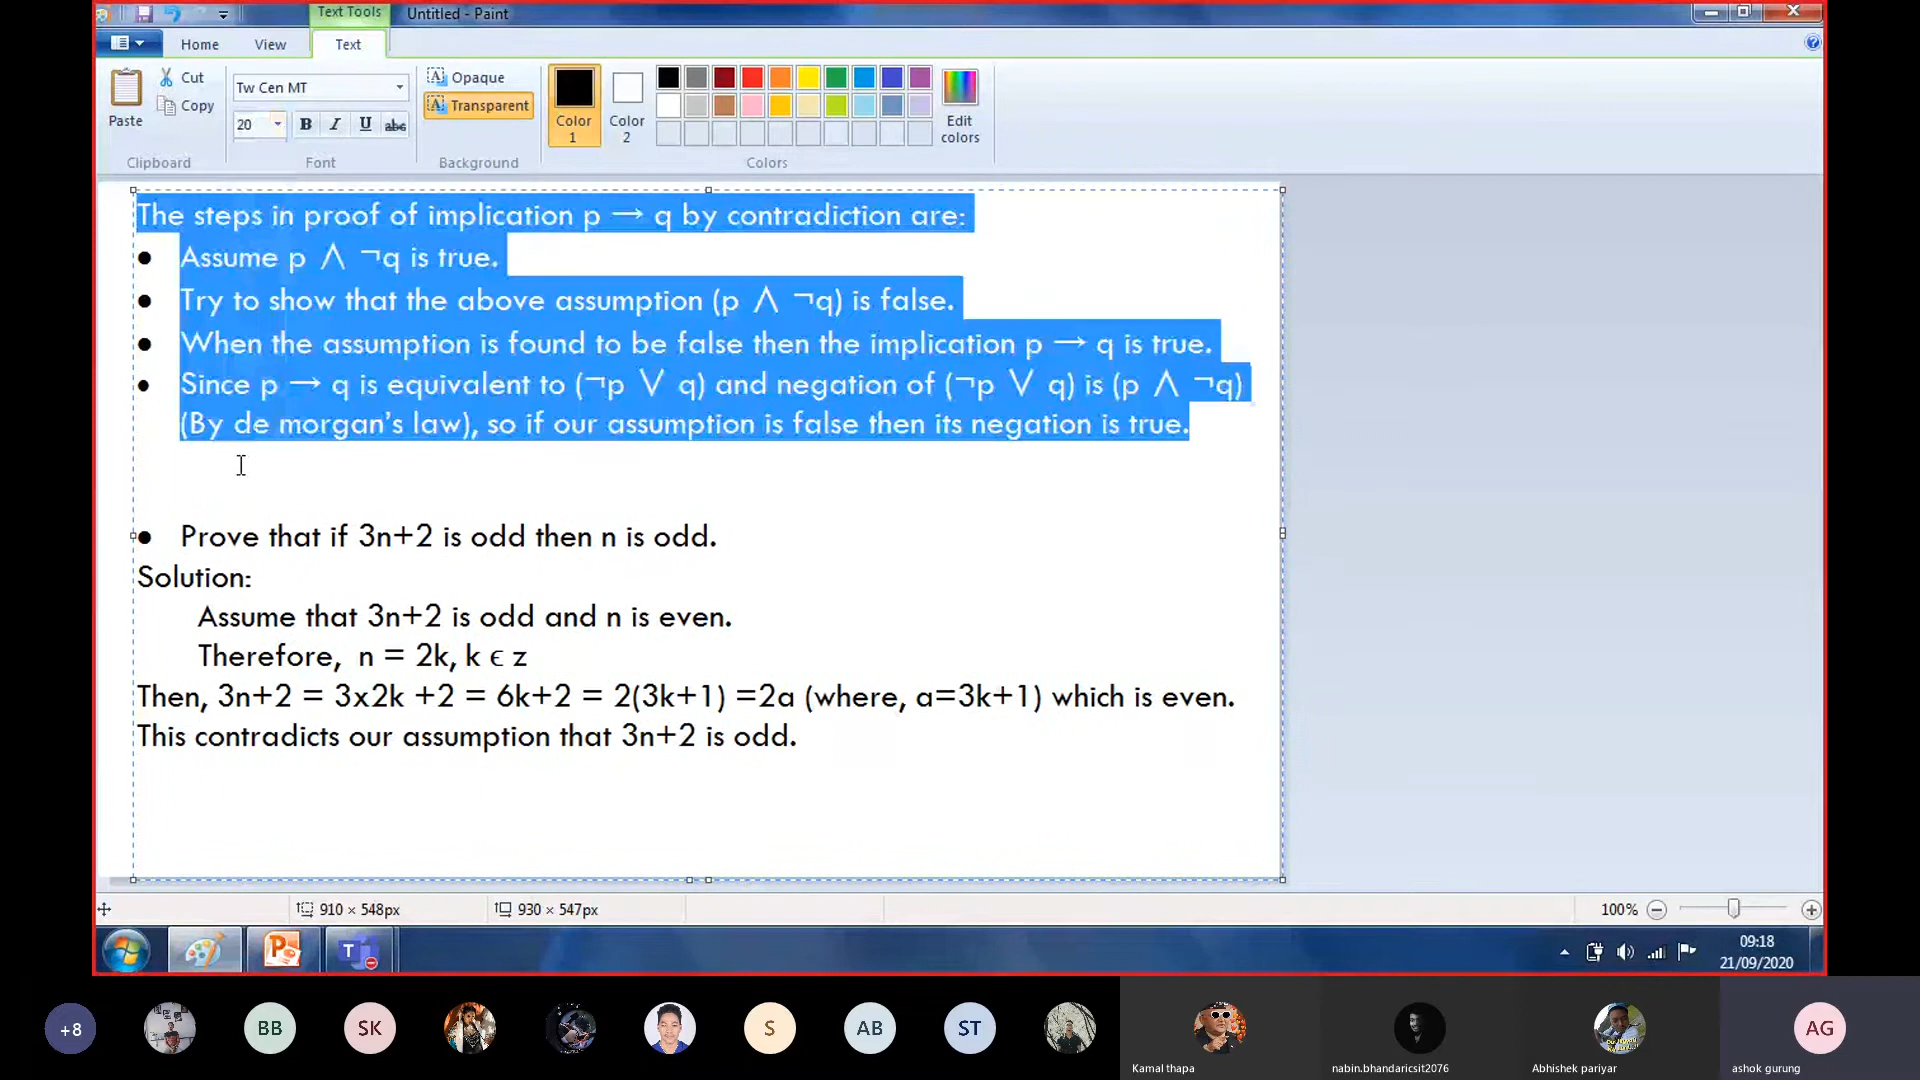 Text Tools Untitled - Paint
Home View Text
Paste Cut Copy Tw Cen MT 20 B I U abc Opaque Transparent Color 1 Color 2 Edit colors
Clipboard Font Background Colors
The steps in proof of implication p → q by contradiction are:
● Assume p ∧ ¬q is true.
● Try to show that the above assumption (p ∧ ¬q) is false.
● When the assumption is found to be false then the implication p → q is true.
● Since p → q is equivalent to (¬p ∨ q) and negation of (¬p ∨ q) is (p ∧ ¬q)
(By de morgan's law), so if our assumption is false then its negation is true.
● Prove that if 3n+2 is odd then n is odd.
Solution:
Assume that 3n+2 is odd and n is even.
Therefore, n = 2k, k ϵ z
Then, 3n+2 = 3x2k +2 = 6k+2 = 2(3k+1) =2a (where, a=3k+1) which is even.
This contradicts our assumption that 3n+2 is odd.
910 × 548px 930 × 547px 100%
09:18
21/09/2020
+8 BB SK S AB ST AG
Kamal thapa nabin.bhandaricsit2076 Abhishek pariyar ashok gurung